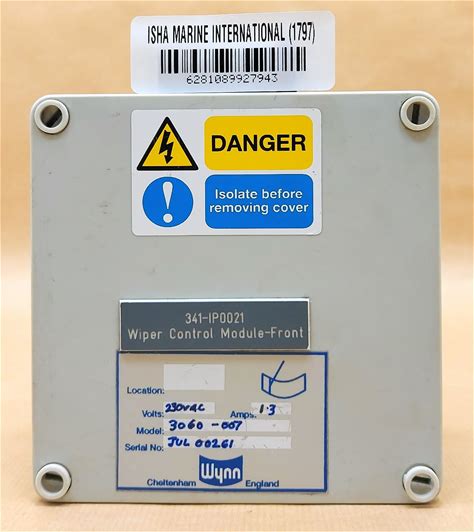 ISHA MARINE INTERNATIONAL (1797)
6281089927943
DANGER
Isolate before
removing cover
341-IP0021
Wiper Control Module-Front
Location:
Volts: 230VAC Amps: 1.3
Model: 3060-007
Serial No: JUL 00261
Wynn
Cheltenham England